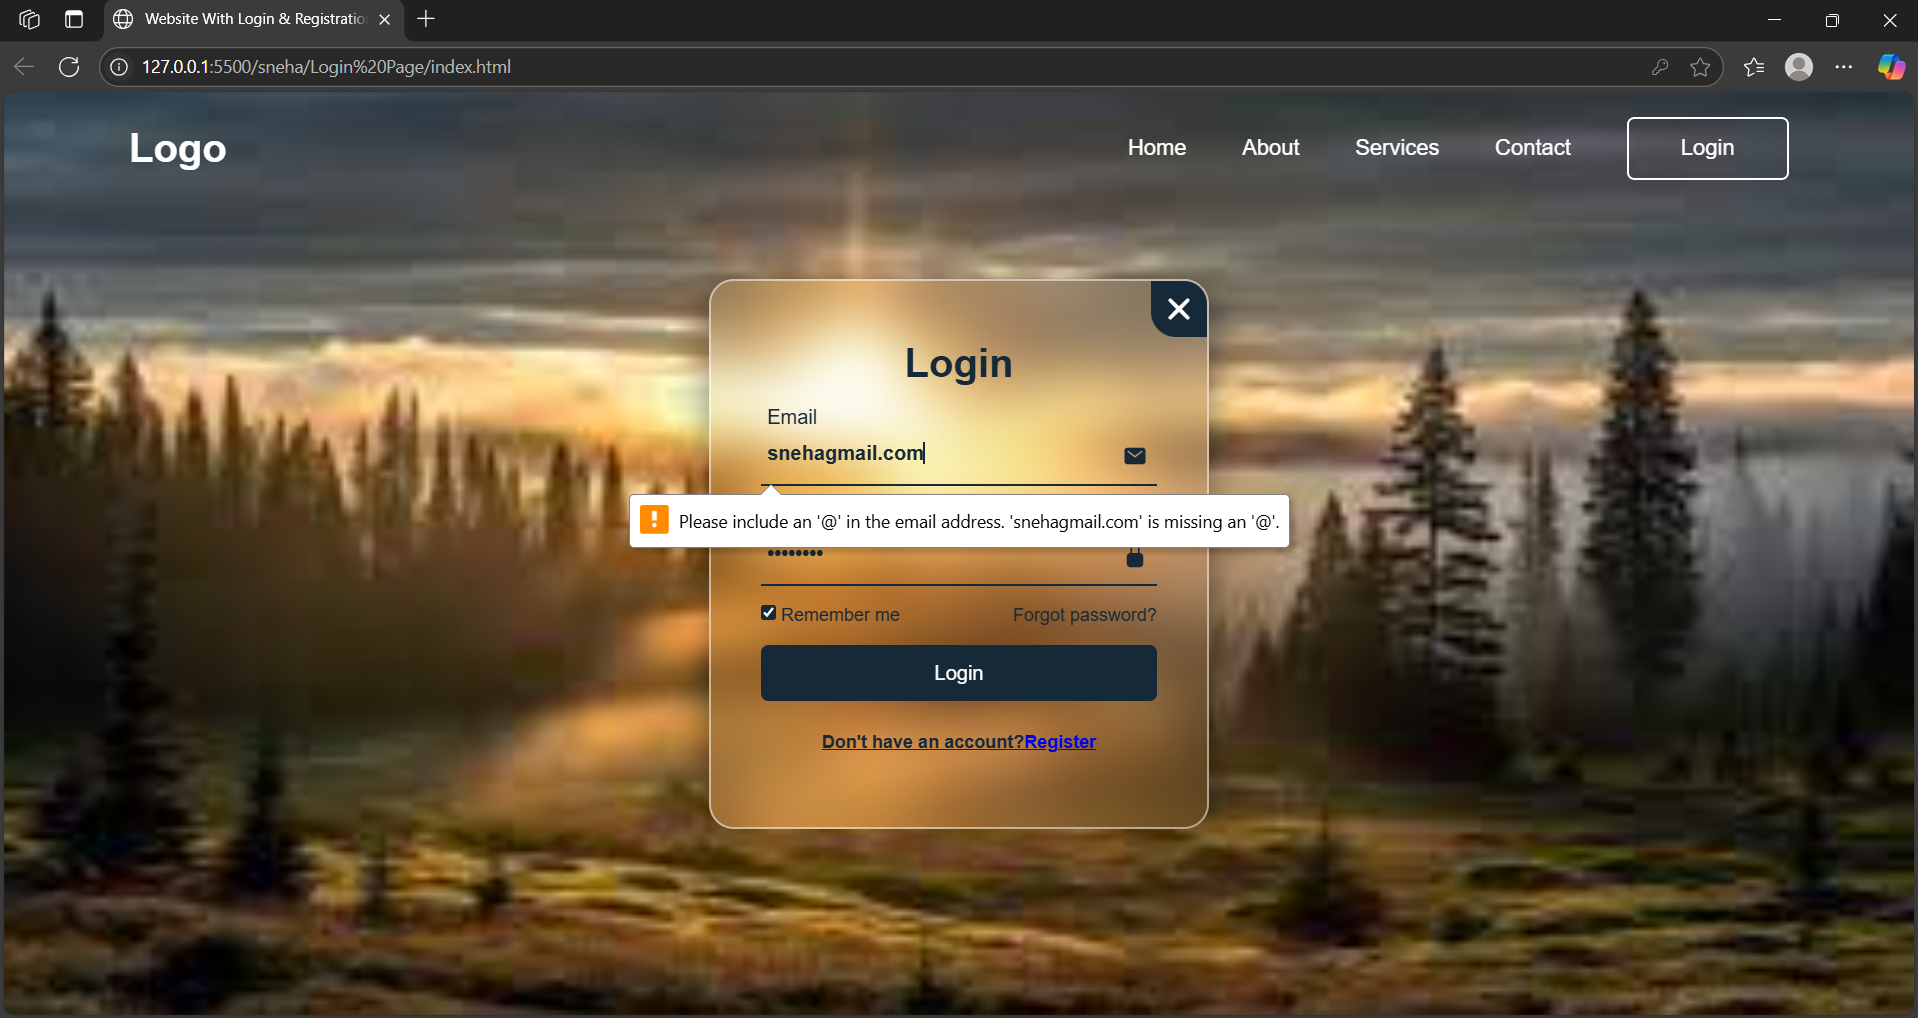 Website With Login & Registratio
127.0.0.1:5500/sneha/Login%20Page/index.html
Logo
Home About Services Contact Login
Login
Email
snehagmail.com
Please include an '@' in the email address. 'snehagmail.com' is missing an '@'.
••••••••
Remember me Forgot password?
Login
Don't have an account?Register